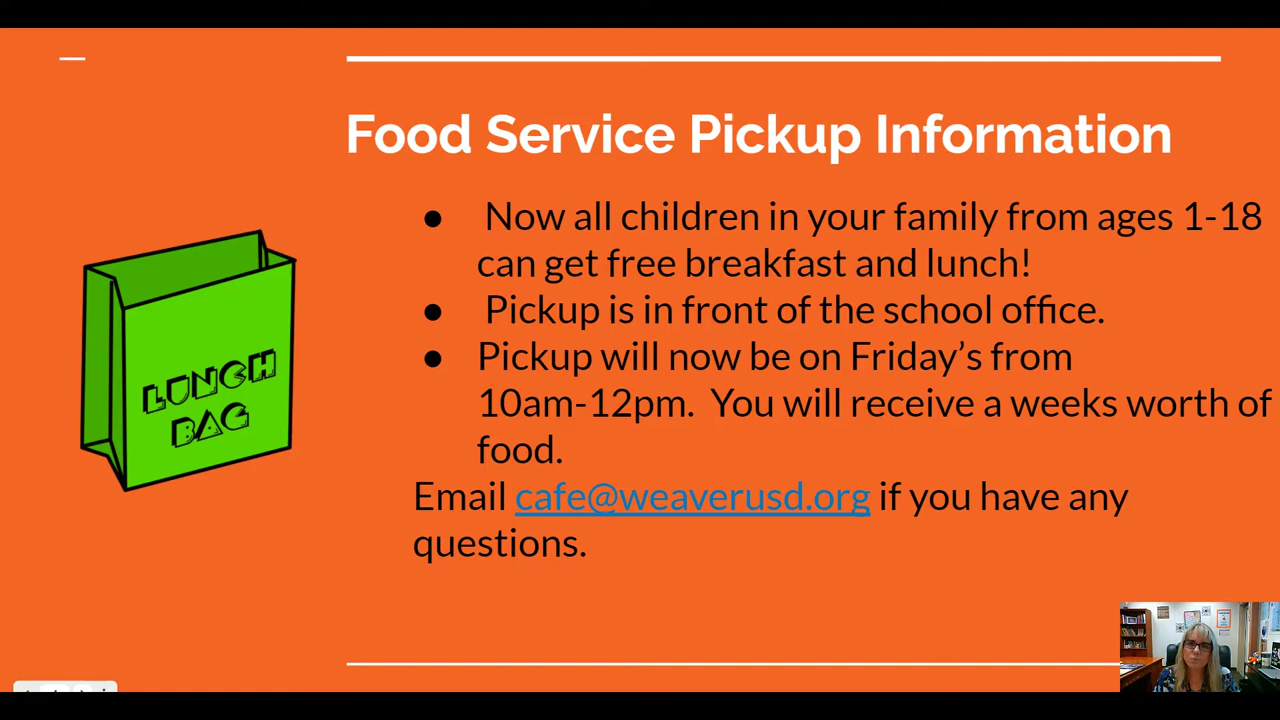 Food Service Pickup Information
● Now all children in your family from ages 1-18
can get free breakfast and lunch!
● Pickup is in front of the school office.
● Pickup will now be on Friday’s from
10am-12pm. You will receive a weeks worth of
food.
Email cafe@weaverusd.org if you have any
questions.
LUNCH
BAG